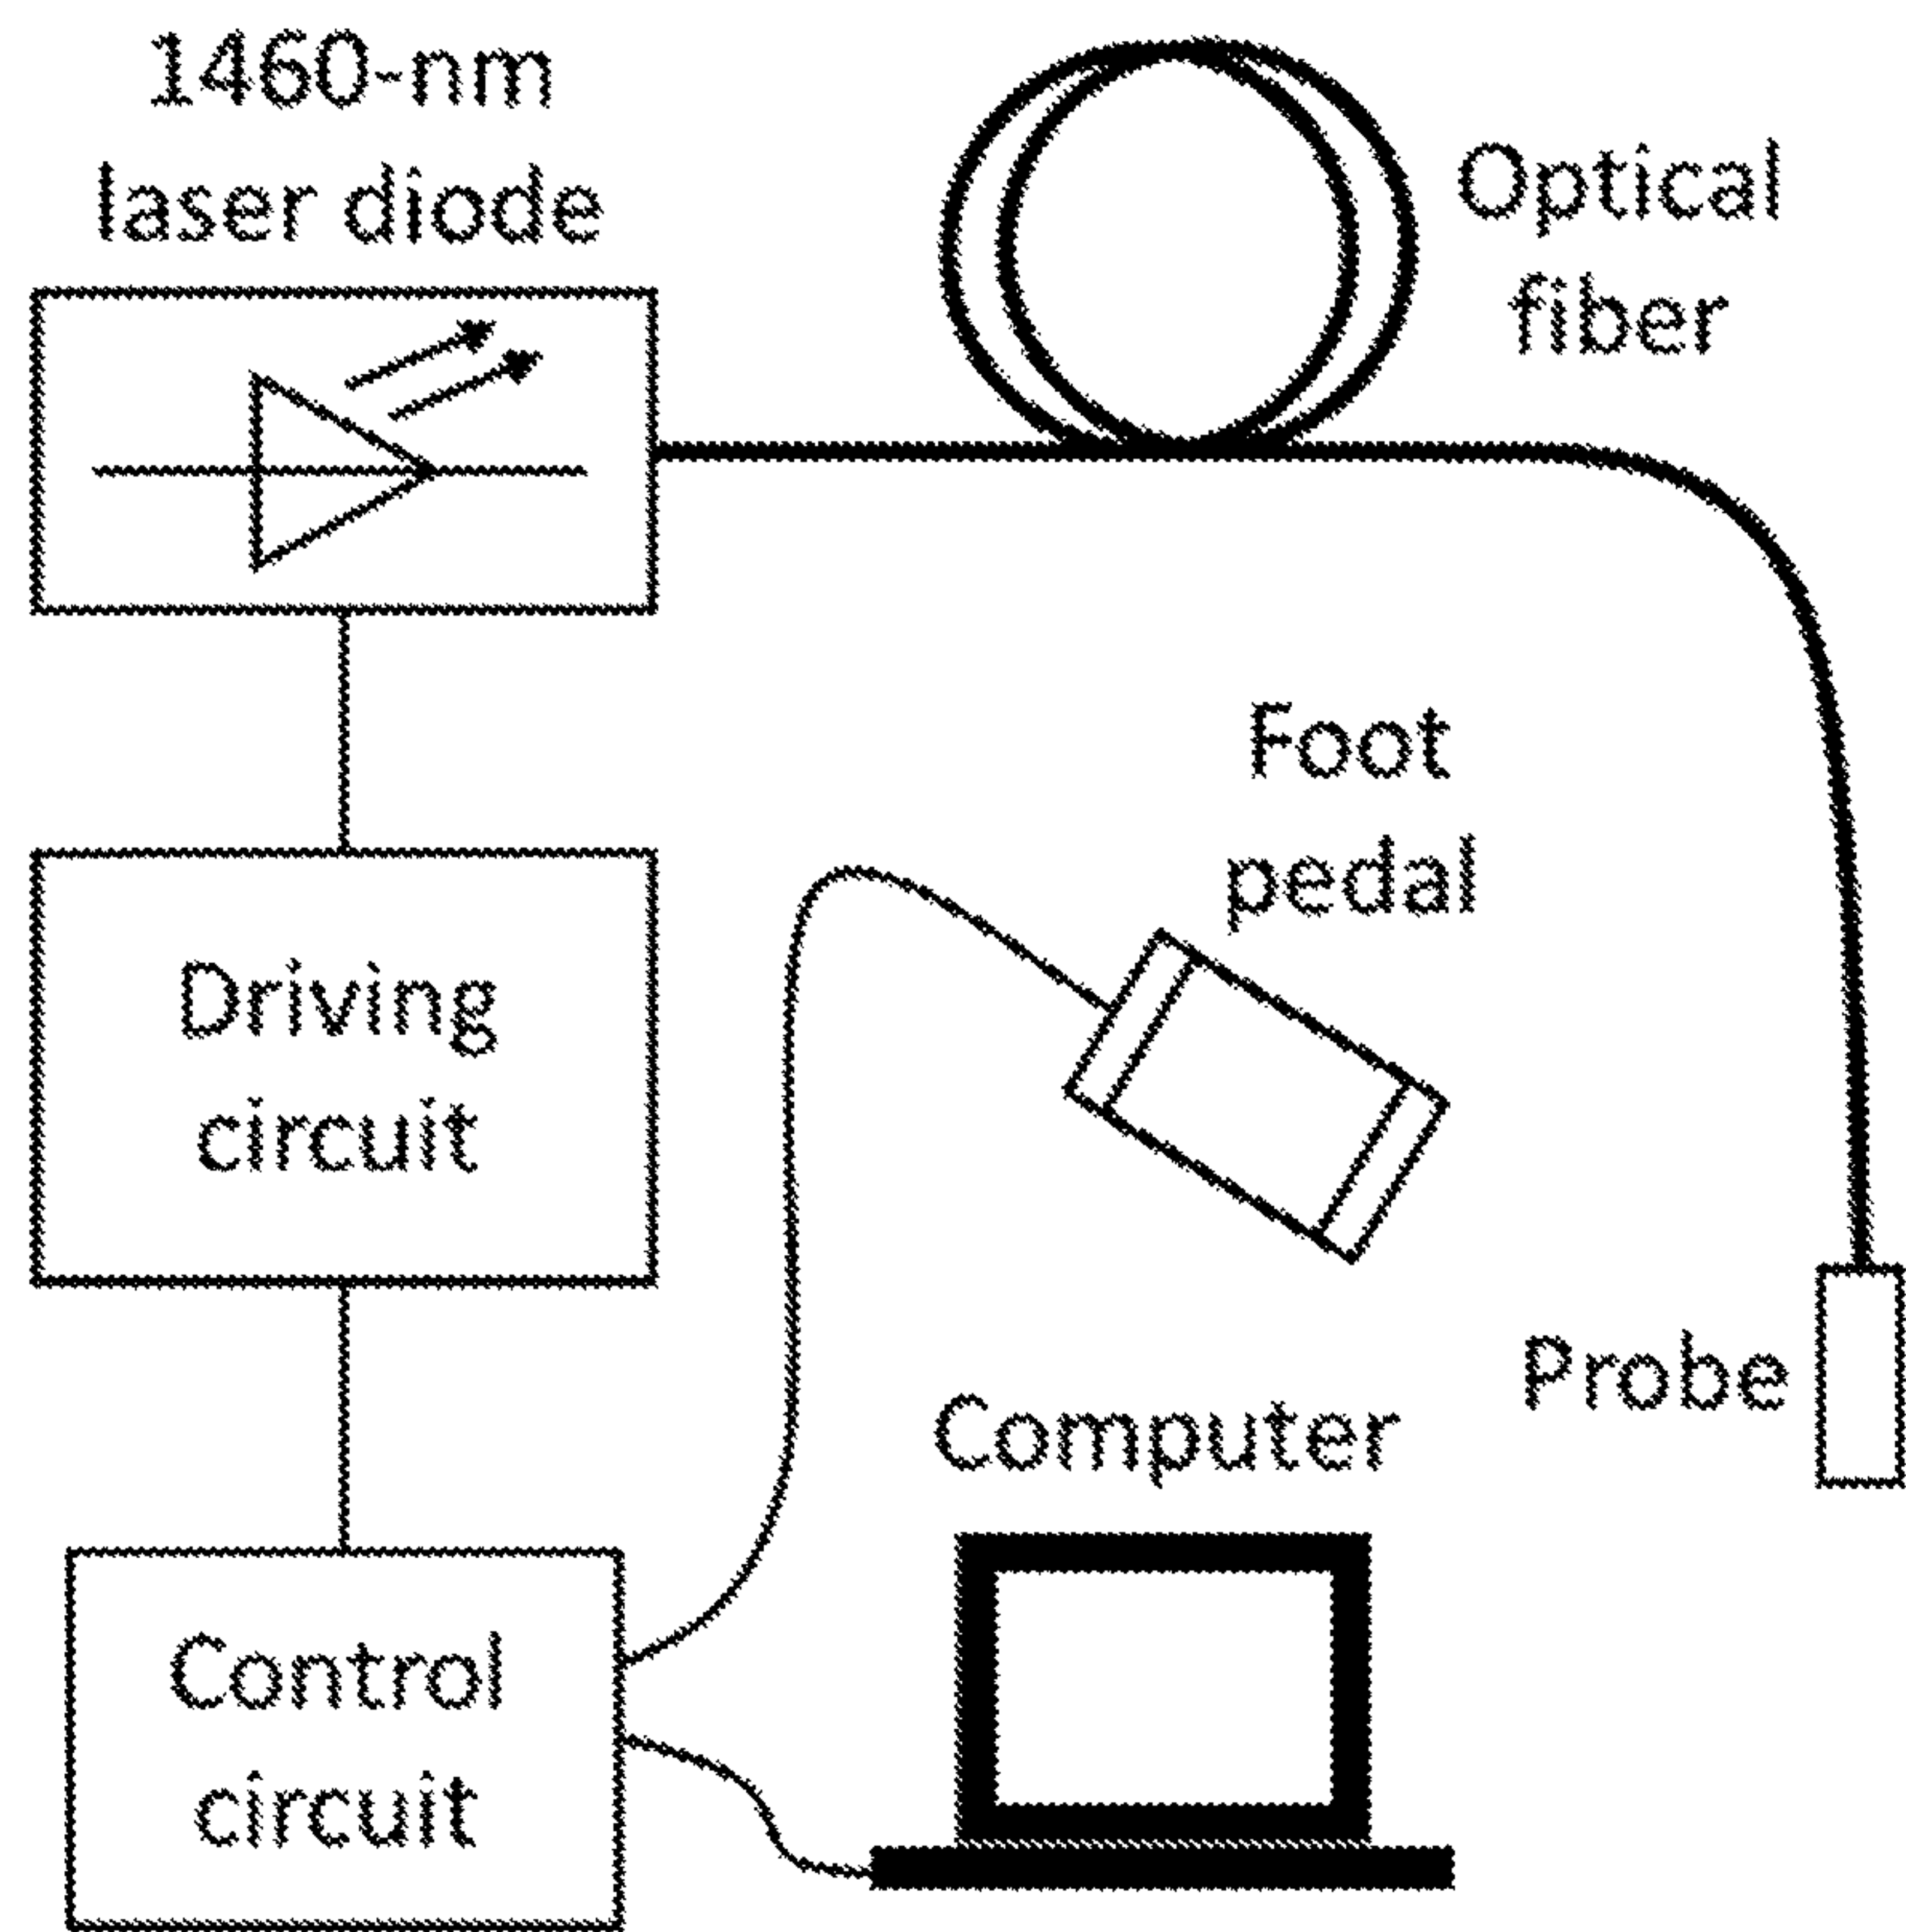 1460-nm
laser diode
Optical
fiber
Foot
pedal
Driving
circuit
Probe
Computer
Control
circuit